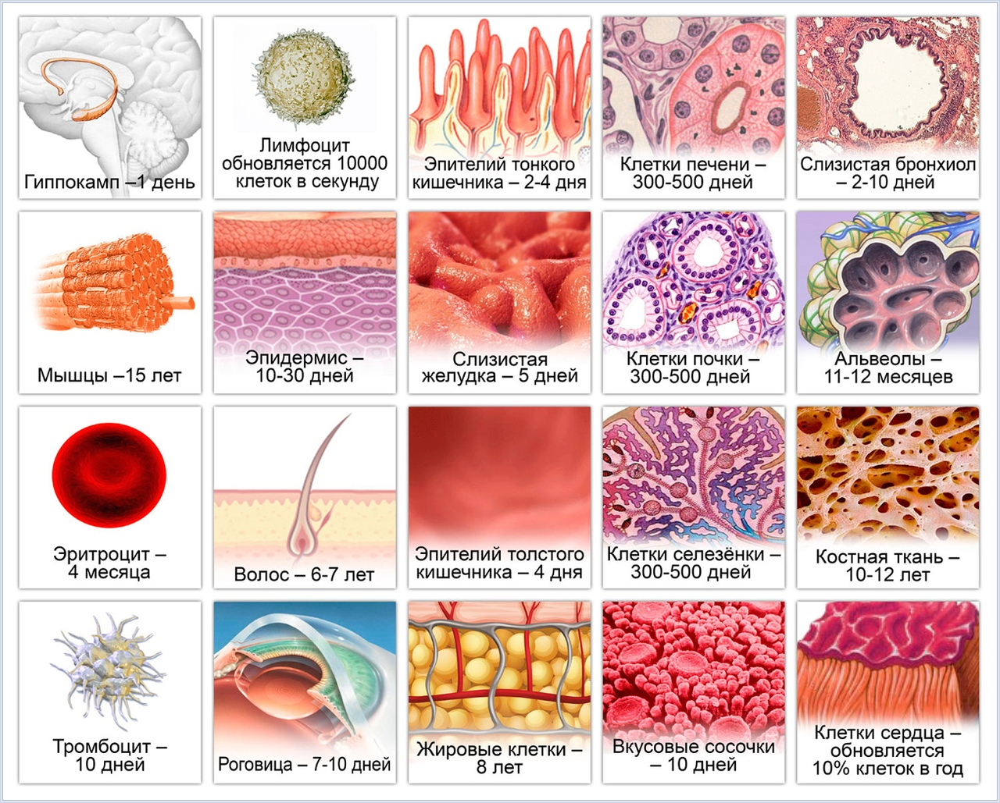 Гиппокамп –1 день
Лимфоцит
обновляется 10000
клеток в секунду
Эпителий тонкого
кишечника – 2-4 дня
Клетки печени –
300-500 дней
Слизистая бронхиол
– 2-10 дней
Мышцы –15 лет
Эпидермис –
10-30 дней
Слизистая
желудка – 5 дней
Клетки почки –
300-500 дней
Альвеолы –
11-12 месяцев
Эритроцит –
4 месяца
Волос – 6-7 лет
Эпителий толстого
кишечника – 4 дня
Клетки селезёнки –
300-500 дней
Костная ткань –
10-12 лет
Тромбоцит –
10 дней
Роговица – 7-10 дней
Жировые клетки –
8 лет
Вкусовые сосочки
– 10 дней
Клетки сердца –
обновляется
10% клеток в год